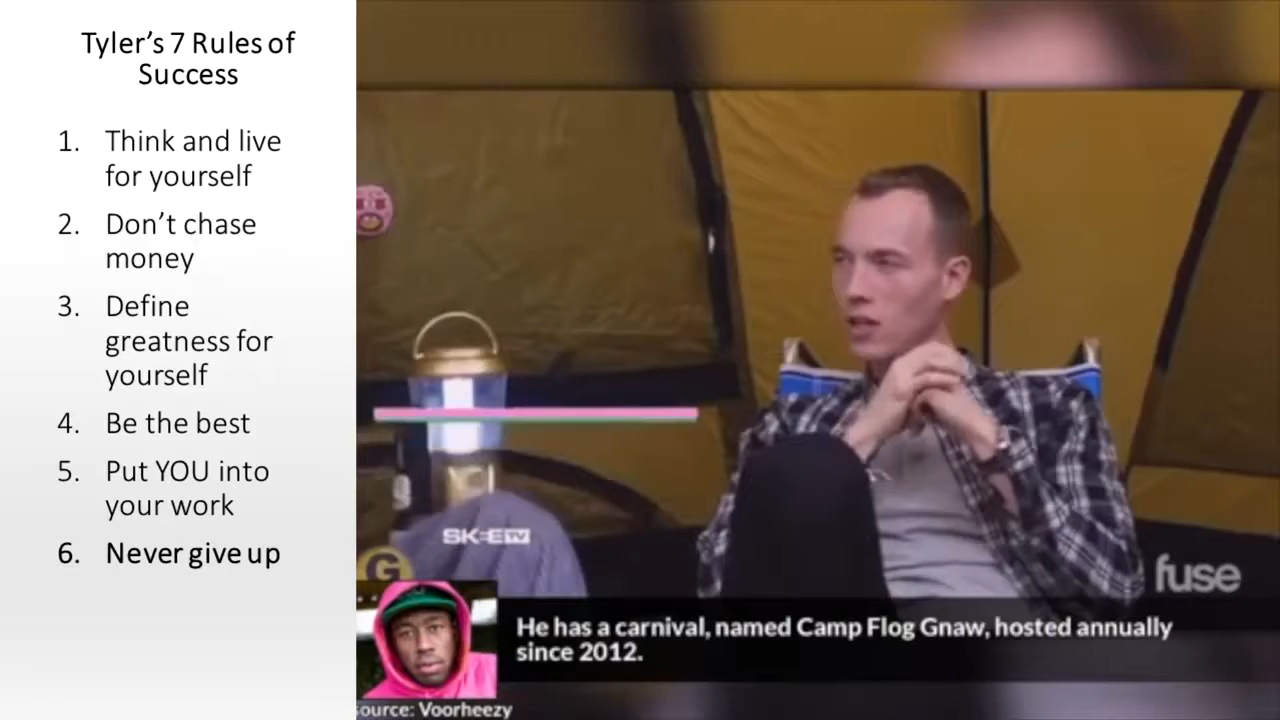 Tyler's 7 Rules of
Success
1. Think and live
for yourself
2. Don't chase
money
3. Define
greatness for
yourself
4. Be the best
5. Put YOU into
your work
6. Never give up
SK=E TV
G
fuse
He has a carnival, named Camp Flog Gnaw, hosted annually
since 2012.
ource: Voorheezy